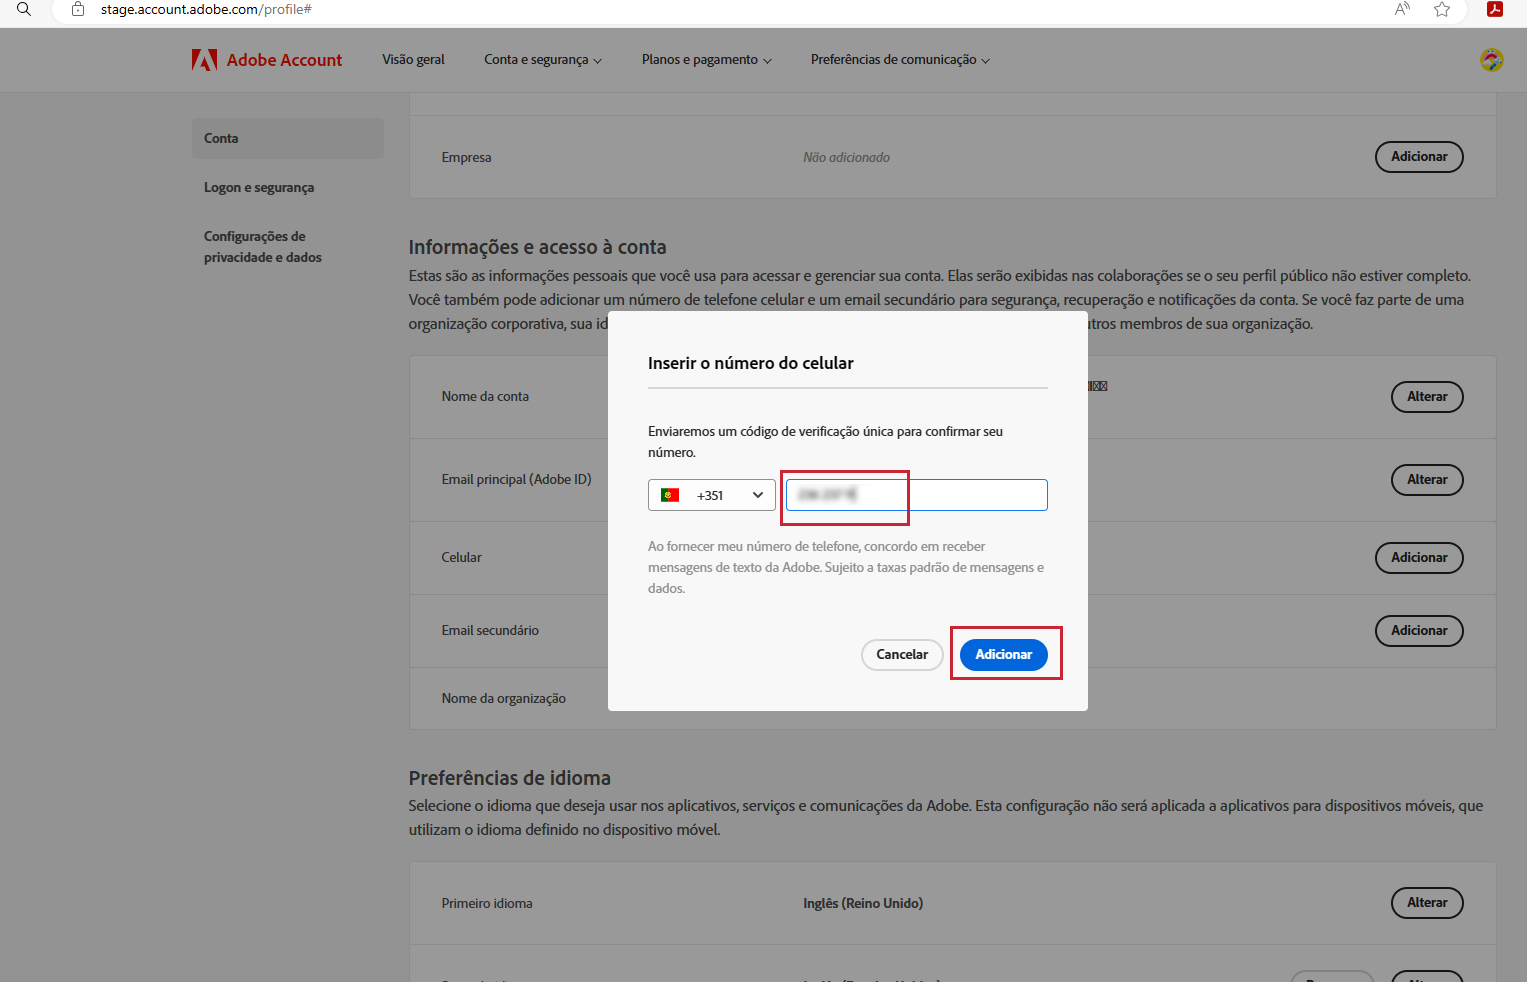 stage.account.adobe.com/profile#
Adobe Account
Visão geral
Conta e segurança
Planos e pagamento
Preferências de comunicação
Conta
Logon e segurança
Configurações de
privacidade e dados
Empresa
Não adicionado
Adicionar
Informações e acesso à conta
Estas são as informações pessoais que você usa para acessar e gerenciar sua conta. Elas serão exibidas nas colaborações se o seu perfil público não estiver completo.
Você também pode adicionar um número de telefone celular e um email secundário para segurança, recuperação e notificações da conta. Se você faz parte de uma
organização corporativa, sua id
utros membros de sua organização.
Nome da conta
Alterar
Email principal (Adobe ID)
Alterar
Celular
Adicionar
Email secundário
Adicionar
Nome da organização
Inserir o número do celular
Enviaremos um código de verificação única para confirmar seu
número.
+351
Ao fornecer meu número de telefone, concordo em receber
mensagens de texto da Adobe. Sujeito a taxas padrão de mensagens e
dados.
Cancelar
Adicionar
Preferências de idioma
Selecione o idioma que deseja usar nos aplicativos, serviços e comunicações da Adobe. Esta configuração não será aplicada a aplicativos para dispositivos móveis, que
utilizam o idioma definido no dispositivo móvel.
Primeiro idioma
Inglês (Reino Unido)
Alterar